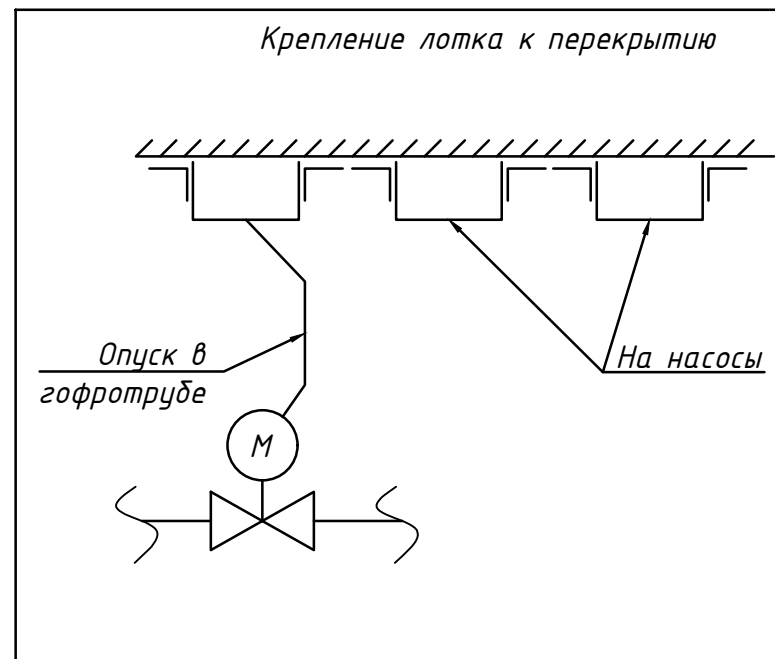 Крепление лотка к перекрытию
Опуск в
гофротрубе
На насосы
М